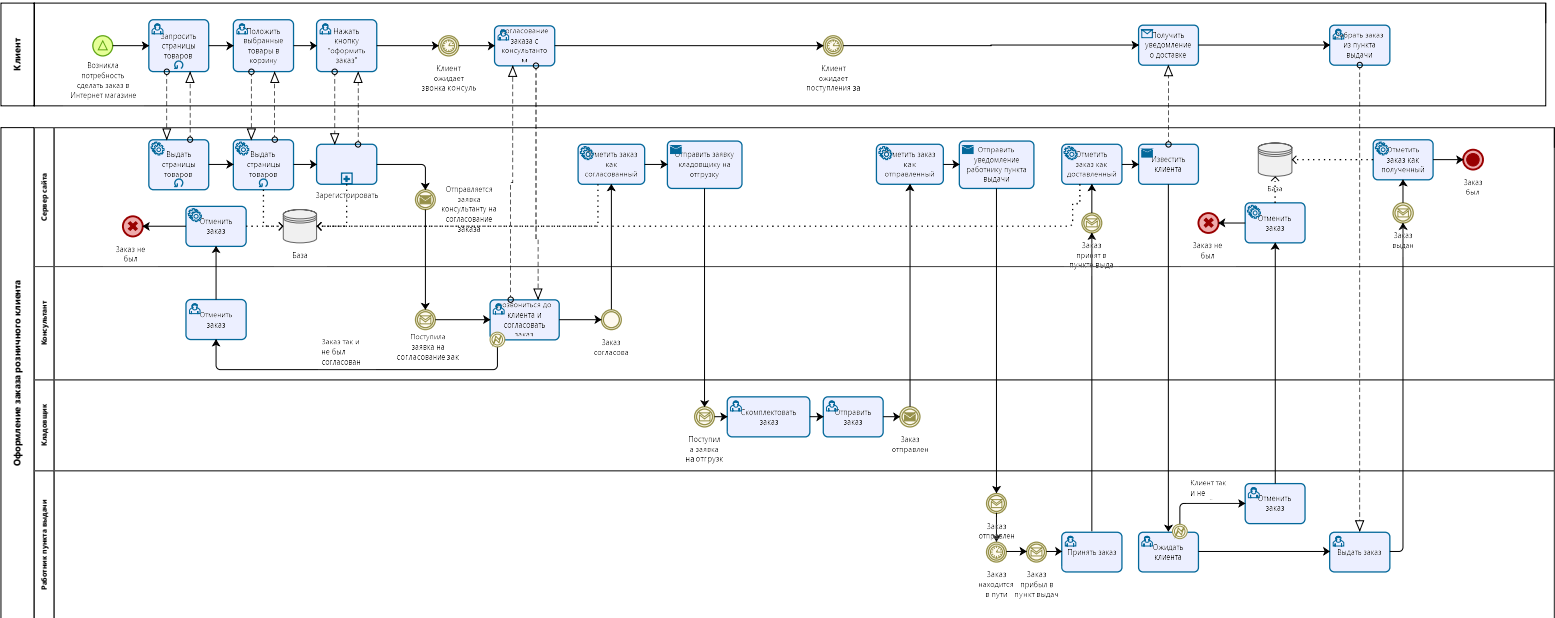 Клиент
Возникла
потребность
сделать заказ в
Интернет магазине
Запросить
страницы
товаров
Положить
выбранные
товары в
корзину
Нажать
кнопку
"оформить
заказ"
Клиент
ожидает
звонка консуль
огласование
заказа с
консультанто
м
Клиент
ожидает
поступления за
Получить
уведомление
о доставке
брать заказ
из пункта
выдачи
Оформление заказа розничного клиента
Сервер сайта
Выдать
страницы
товаров
Выдать
страницы
товаров
Зарегистрировать
Отправляется
заявка
консультанту на
согласование
заказа
метить заказ
как
согласованный
тправить заявку
кладовщику на
отгрузку
метить заказ
как
отправленный
Отправить
уведомление
работнику пункта
выдачи
Отметить
заказ как
доставленный
Известить
клиента
База
Отметить
заказ как
полученный
Заказ
был
Заказ не
был
Отменить
заказ
База
Заказ
принят в
пункте выда
Заказ не
был
Отменить
заказ
Заказ
выдан
Консультант
Отменить
заказ
Заказ так и
не был
согласован
Поступила
заявка на
согласование зак
озвониться до
клиента и
согласовать
заказ
Заказ
согласова
Кладовщик
Поступил
а заявка
на отгрузк
Скомплектовать
заказ
Отправить
заказ
Заказ
отправлен
Работник пункта выдачи
Заказ
отправлен
Заказ
находится
в пути
Заказ
прибыл в
пункт выдач
Принять заказ
Ожидать
клиента
Клиент так
и не
Отменить
заказ
Выдать заказ